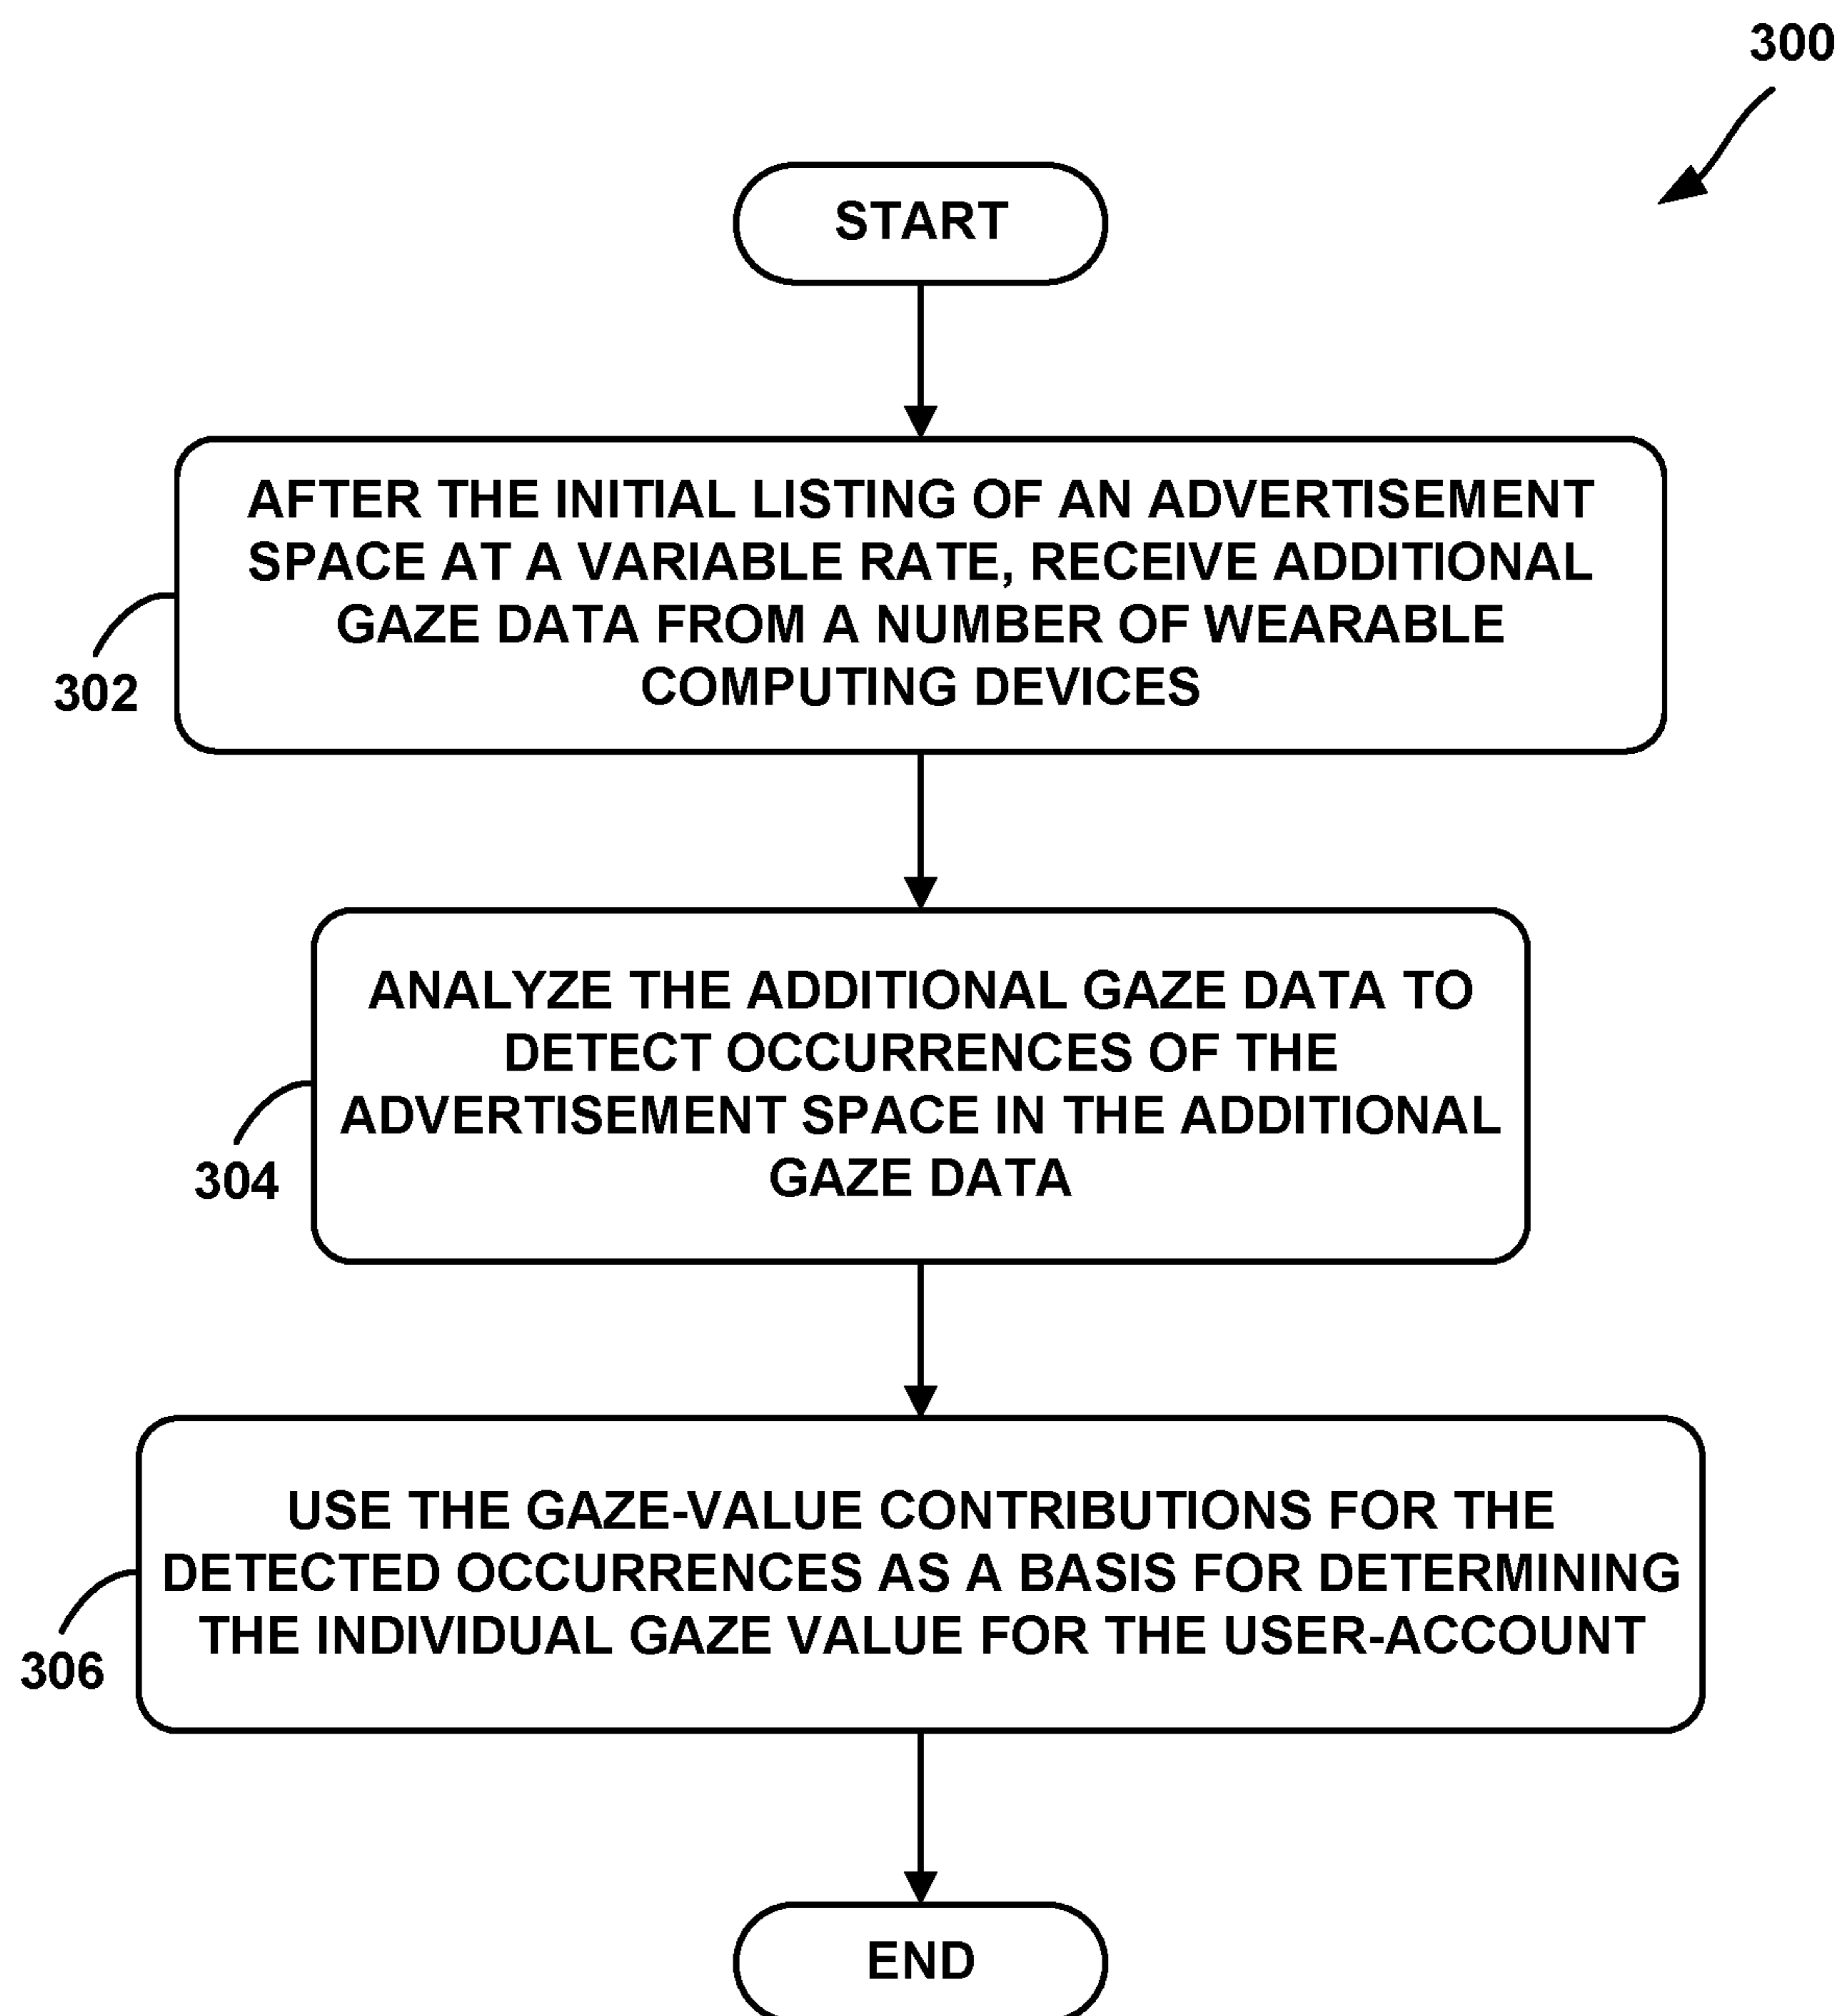 300
START
AFTER THE INITIAL LISTING OF AN ADVERTISEMENT
SPACE AT A VARIABLE RATE, RECEIVE ADDITIONAL
GAZE DATA FROM A NUMBER OF WEARABLE
COMPUTING DEVICES
302
ANALYZE THE ADDITIONAL GAZE DATA TO
DETECT OCCURRENCES OF THE
ADVERTISEMENT SPACE IN THE ADDITIONAL
GAZE DATA
304
USE THE GAZE-VALUE CONTRIBUTIONS FOR THE
DETECTED OCCURRENCES AS A BASIS FOR DETERMINING
THE INDIVIDUAL GAZE VALUE FOR THE USER-ACCOUNT
306
END